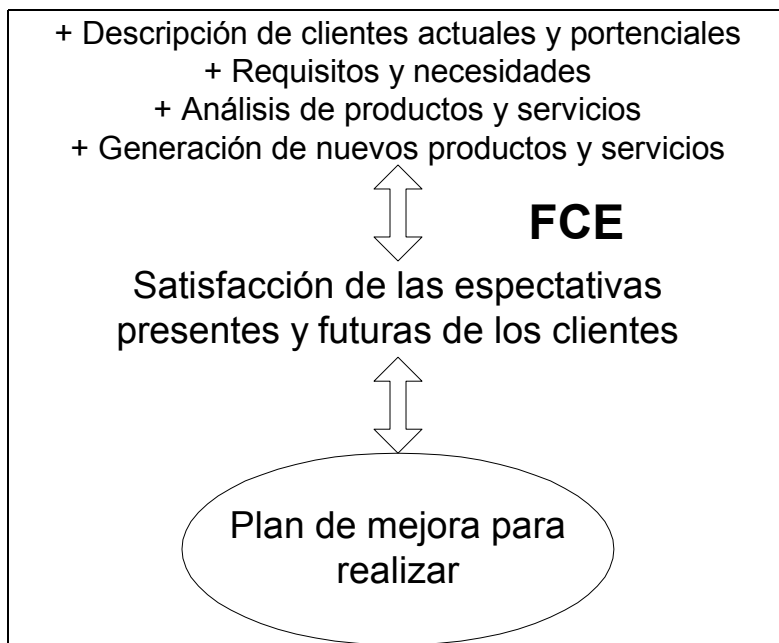 + Descripción de clientes actuales y portenciales
+ Requisitos y necesidades
+ Análisis de productos y servicios
+ Generación de nuevos productos y servicios
FCE
Satisfacción de las espectativas
presentes y futuras de los clientes
Plan de mejora para
realizar